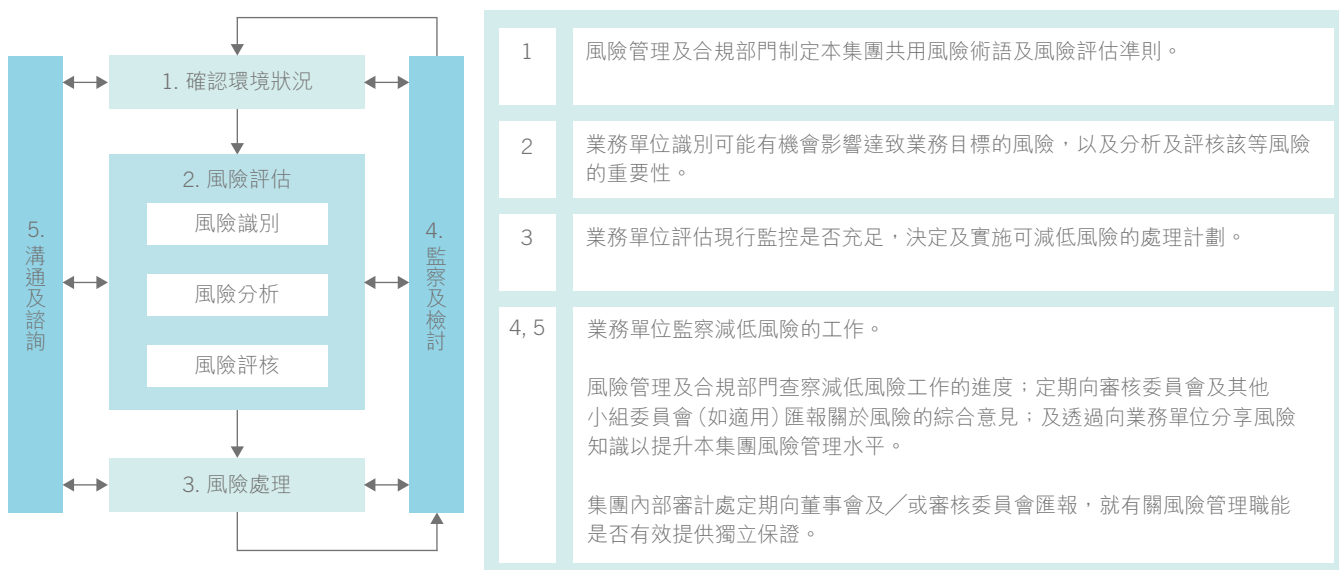 1. 確認環境狀況
2. 風險評估
風險識別
風險分析
風險評核
3. 風險處理
4. 監察及檢討
5. 溝通及諮詢
1
風險管理及合規部門制定本集團共用風險術語及風險評估準則。
2
業務單位識別可能有機會影響達致業務目標的風險，以及分析及評核該等風險
的重要性。
3
業務單位評估現行監控是否充足，決定及實施可減低風險的處理計劃。
4, 5
業務單位監察減低風險的工作。
風險管理及合規部門查察減低風險工作的進度；定期向審核委員會及其他
小組委員會（如適用）匯報關於風險的綜合意見；及透過向業務單位分享風險
知識以提升本集團風險管理水平。
集團內部審計處定期向董事會及／或審核委員會匯報，就有關風險管理職能
是否有效提供獨立保證。